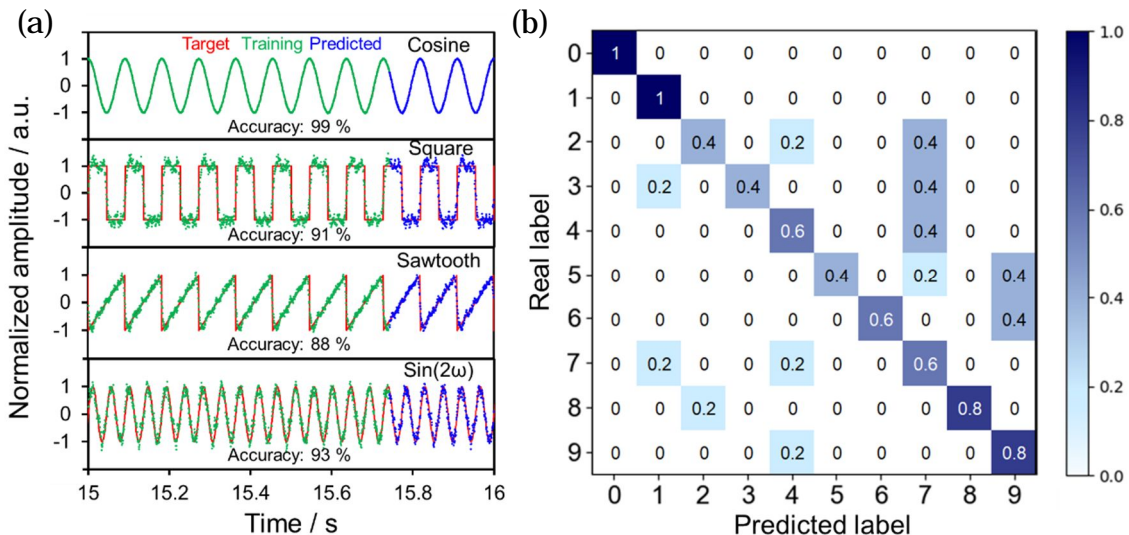 (a)
Target Training Predicted Cosine
1
0
-1
Accuracy: 99 %
Square
1
0
-1
Accuracy: 91 %
Sawtooth
1
0
-1
Accuracy: 88 %
Sin(2ω)
1
0
-1
Accuracy: 93 %
15 15.2 15.4 15.6 15.8 16
Time / s
Normalized amplitude / a.u.
(b)
0 1 0 0 0 0 0 0 0 0 0
1 0 1 0 0 0 0 0 0 0 0
2 0 0 0.4 0 0.2 0 0 0.4 0 0
3 0 0.2 0 0.4 0 0 0 0.4 0 0
4 0 0 0 0 0.6 0 0 0.4 0 0
5 0 0 0 0 0 0.4 0 0.2 0 0.4
6 0 0 0 0 0 0 0.6 0 0 0.4
7 0 0.2 0 0 0.2 0 0 0.6 0 0
8 0 0 0.2 0 0 0 0 0 0.8 0
9 0 0 0 0 0.2 0 0 0 0 0.8
0 1 2 3 4 5 6 7 8 9
Predicted label
Real label
1.0
0.8
0.6
0.4
0.2
0.0